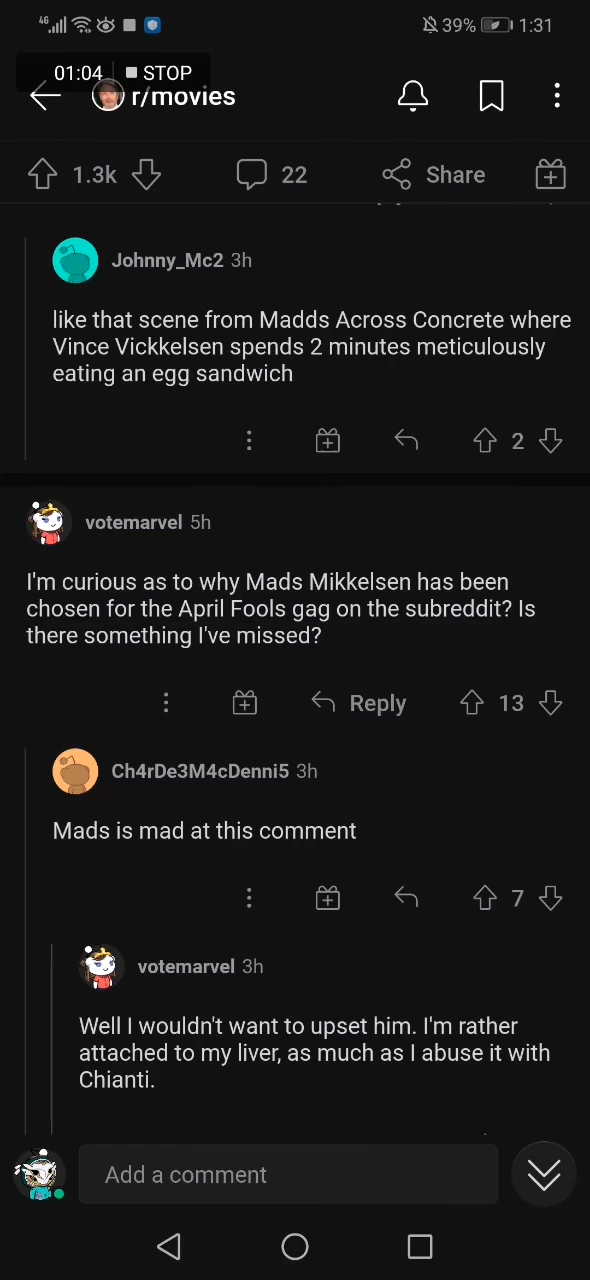 4G 39% 1:31
01:04 STOP
r/movies
1.3k 22 Share
Johnny_Mc2 3h
like that scene from Madds Across Concrete where
Vince Vickkelsen spends 2 minutes meticulously
eating an egg sandwich
2
votemarvel 5h
I'm curious as to why Mads Mikkelsen has been
chosen for the April Fools gag on the subreddit? Is
there something I've missed?
Reply 13
Ch4rDe3M4cDenni5 3h
Mads is mad at this comment
7
votemarvel 3h
Well I wouldn't want to upset him. I'm rather
attached to my liver, as much as I abuse it with
Chianti.
Add a comment